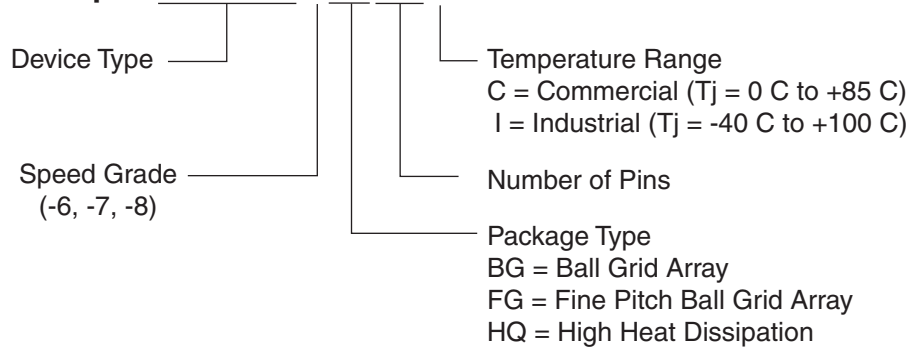 Device Type
Temperature Range
C = Commercial (Tj = 0 C to +85 C)
I = Industrial (Tj = -40 C to +100 C)
Speed Grade
(-6, -7, -8)
Number of Pins
Package Type
BG = Ball Grid Array
FG = Fine Pitch Ball Grid Array
HQ = High Heat Dissipation